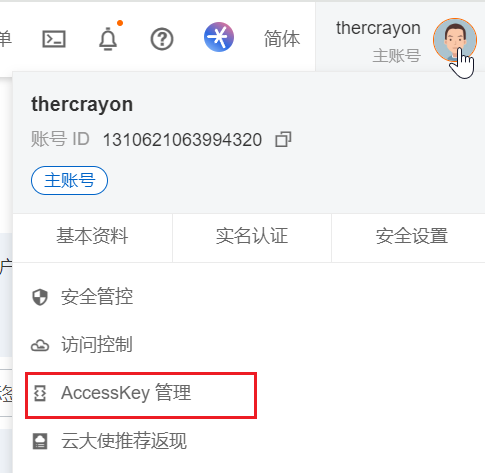 单
简体
thercrayon
主账号
thercrayon
账号 ID 1310621063994320
主账号
基本资料 实名认证 安全设置
户
安全管控
访问控制
签
AccessKey 管理
云大使推荐返现